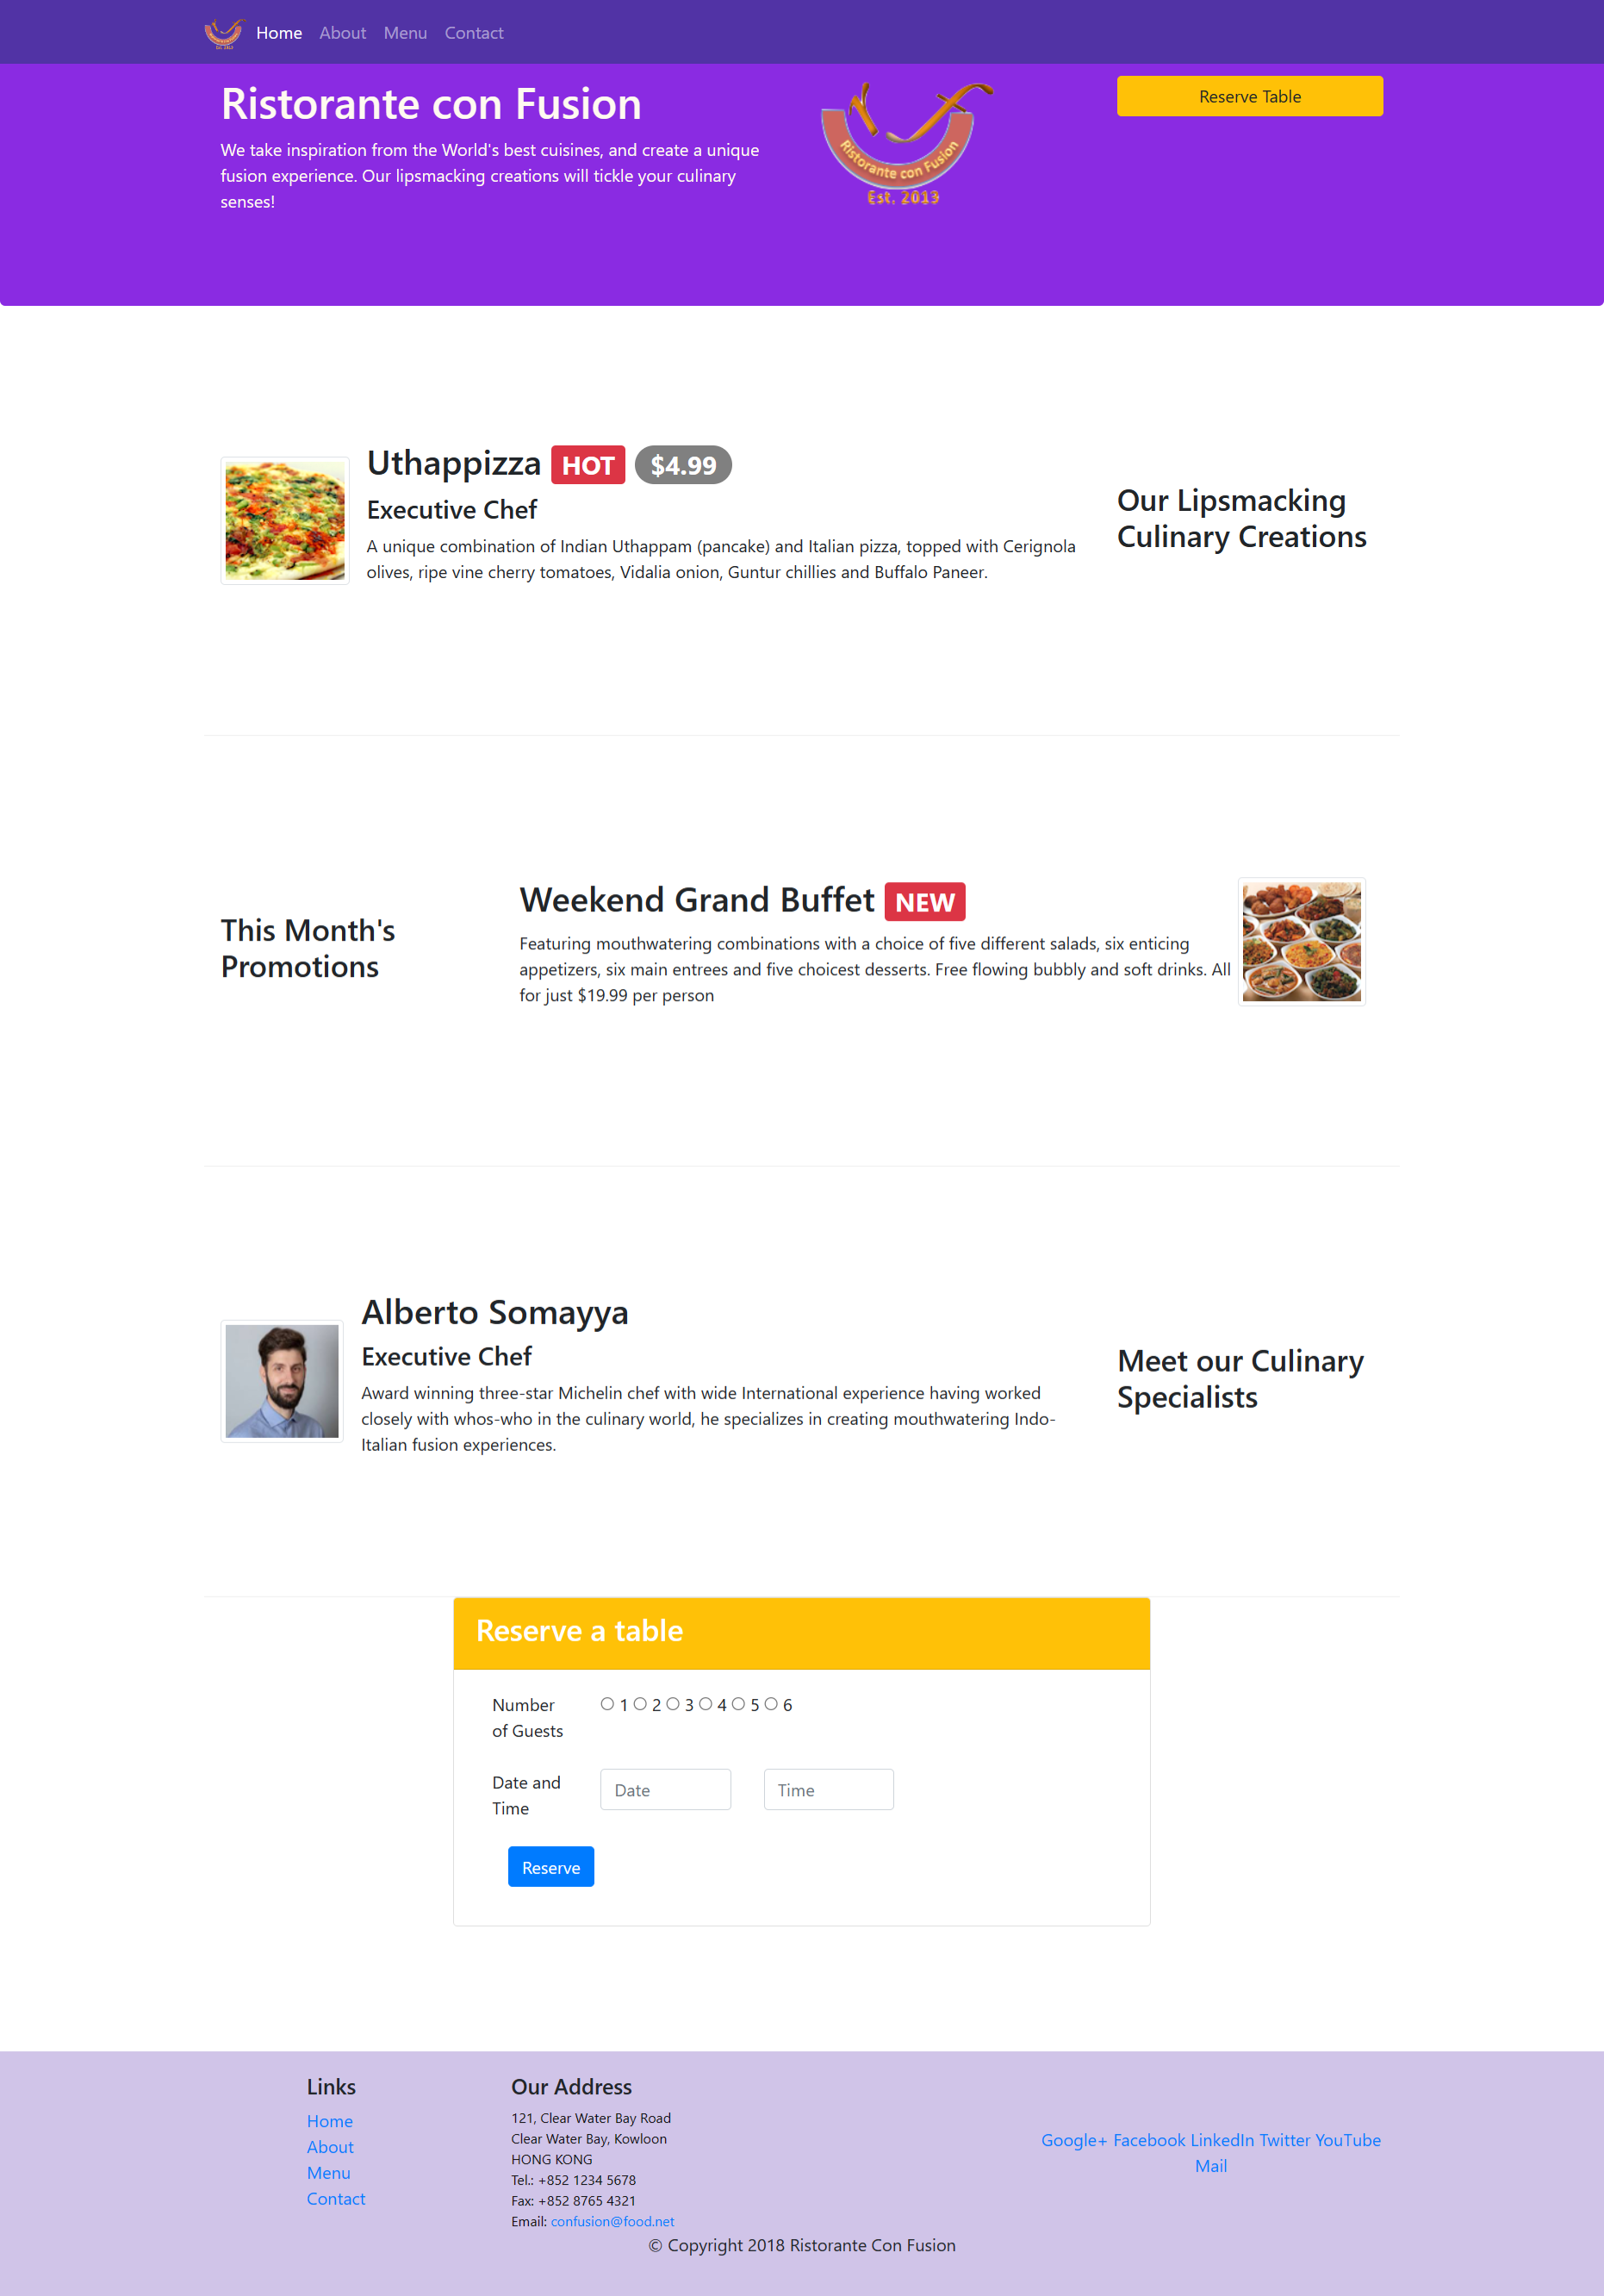 Home About Menu Contact
Ristorante con Fusion
We take inspiration from the World's best cuisines, and create a unique
fusion experience. Our lipsmacking creations will tickle your culinary
senses!
Ristorante con Fusion
Est. 2013
Reserve Table
Uthappizza HOT $4.99
Executive Chef
A unique combination of Indian Uthappam (pancake) and Italian pizza, topped with Cerignola
olives, ripe vine cherry tomatoes, Vidalia onion, Guntur chillies and Buffalo Paneer.
Our Lipsmacking
Culinary Creations
This Month's
Promotions
Weekend Grand Buffet NEW
Featuring mouthwatering combinations with a choice of five different salads, six enticing
appetizers, six main entrees and five choicest desserts. Free flowing bubbly and soft drinks. All
for just $19.99 per person
Alberto Somayya
Executive Chef
Award winning three-star Michelin chef with wide International experience having worked
closely with whos-who in the culinary world, he specializes in creating mouthwatering Indo-
Italian fusion experiences.
Meet our Culinary
Specialists
Reserve a table
Number
of Guests
1 2 3 4 5 6
Date and
Time
Date
Time
Reserve
Links
Home
About
Menu
Contact
Our Address
121, Clear Water Bay Road
Clear Water Bay, Kowloon
HONG KONG
Tel.: +852 1234 5678
Fax: +852 8765 4321
Email: confusion@food.net
Google+ Facebook LinkedIn Twitter YouTube
Mail
© Copyright 2018 Ristorante Con Fusion